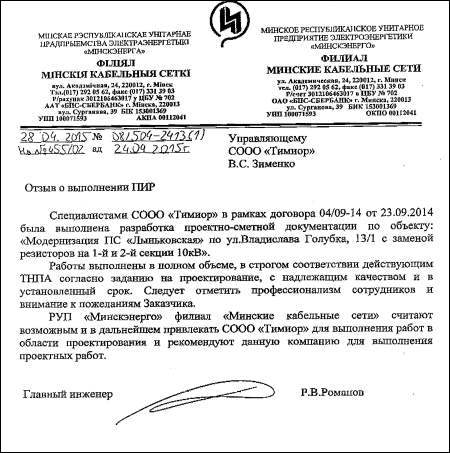 МІНСКАЕ РЭСПУБЛІКАНСКАЕ УНІТАРНАЕ
ПРАДПРЫЕМСТВА ЭЛЕКТРАЭНЕРГЕТЫКІ
«МІНСКЭНЕРГА»
ФІЛІЯЛ
МІНСКІЯ КАБЕЛЬНЫЯ СЕТКІ
вул. Акадэмічная, 24, 220012, г. Мінск
Тэл.(017) 292 05 62, факс (017) 331 39 03
Р/рахунак 3012106463017 у ЦБУ № 702
ААТ «БПС-СБЕРБАНК» г. Мінска, 220012
вул. Сурганава, 39 БІК 153001369
УНП 100071593 АКПА 00112041
МИНСКОЕ РЕСПУБЛИКАНСКОЕ УНИТАРНОЕ
ПРЕДПРИЯТИЕ ЭЛЕКТРОЭНЕРГЕТИКИ
«МИНСКЭНЕРГО»
ФИЛИАЛ
МИНСКИЕ КАБЕЛЬНЫЕ СЕТИ
ул. Академическая, 24, 220012, г. Минск
тел.(017) 292 05 62, факс (017) 331 39 03
Р/счет 3012106463017 у ЦБУ № 702
ОАО «БПС-СБЕРБАНК» г. Минска, 220012
ул. Сурганова, 39 БИК 153001369
УНП 100071593 ОКПО 00112041
28.04.2015 № 08/504-2413(1)
На № 455/02 ад 24.04.2015г.
Управляющему
СООО «Тимиор»
В.С. Зименко
Отзыв о выполнении ПИР
Специалистами СООО «Тимиор» в рамках договора 04/09-14 от 23.09.2014
была выполнена разработка проектно-сметной документации по объекту:
«Модернизация ПС «Лыньковская» по ул.Владислава Голубка, 13/1 с заменой
резисторов на 1-й и 2-й секции 10кВ».
Работы выполнены в полном объеме, в строгом соответствии действующим
ТНПА согласно заданию на проектирование, с надлежащим качеством и в
установленный срок. Следует отметить профессионализм сотрудников и
внимание к пожеланиям Заказчика.
РУП «Минскэнерго» филиал «Минские кабельные сети» считают
возможным и в дальнейшем привлекать СООО «Тимиор» для выполнения работ в
области проектирования и рекомендуют данную компанию для выполнения
проектных работ.
Главный инженер Р.В.Романов